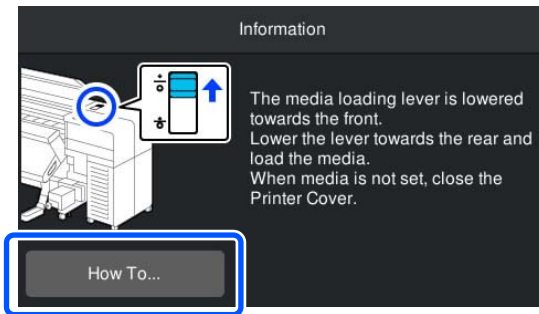 Information
The media loading lever is lowered
towards the front.
Lower the lever towards the rear and
load the media.
When media is not set, close the
Printer Cover.
How To...